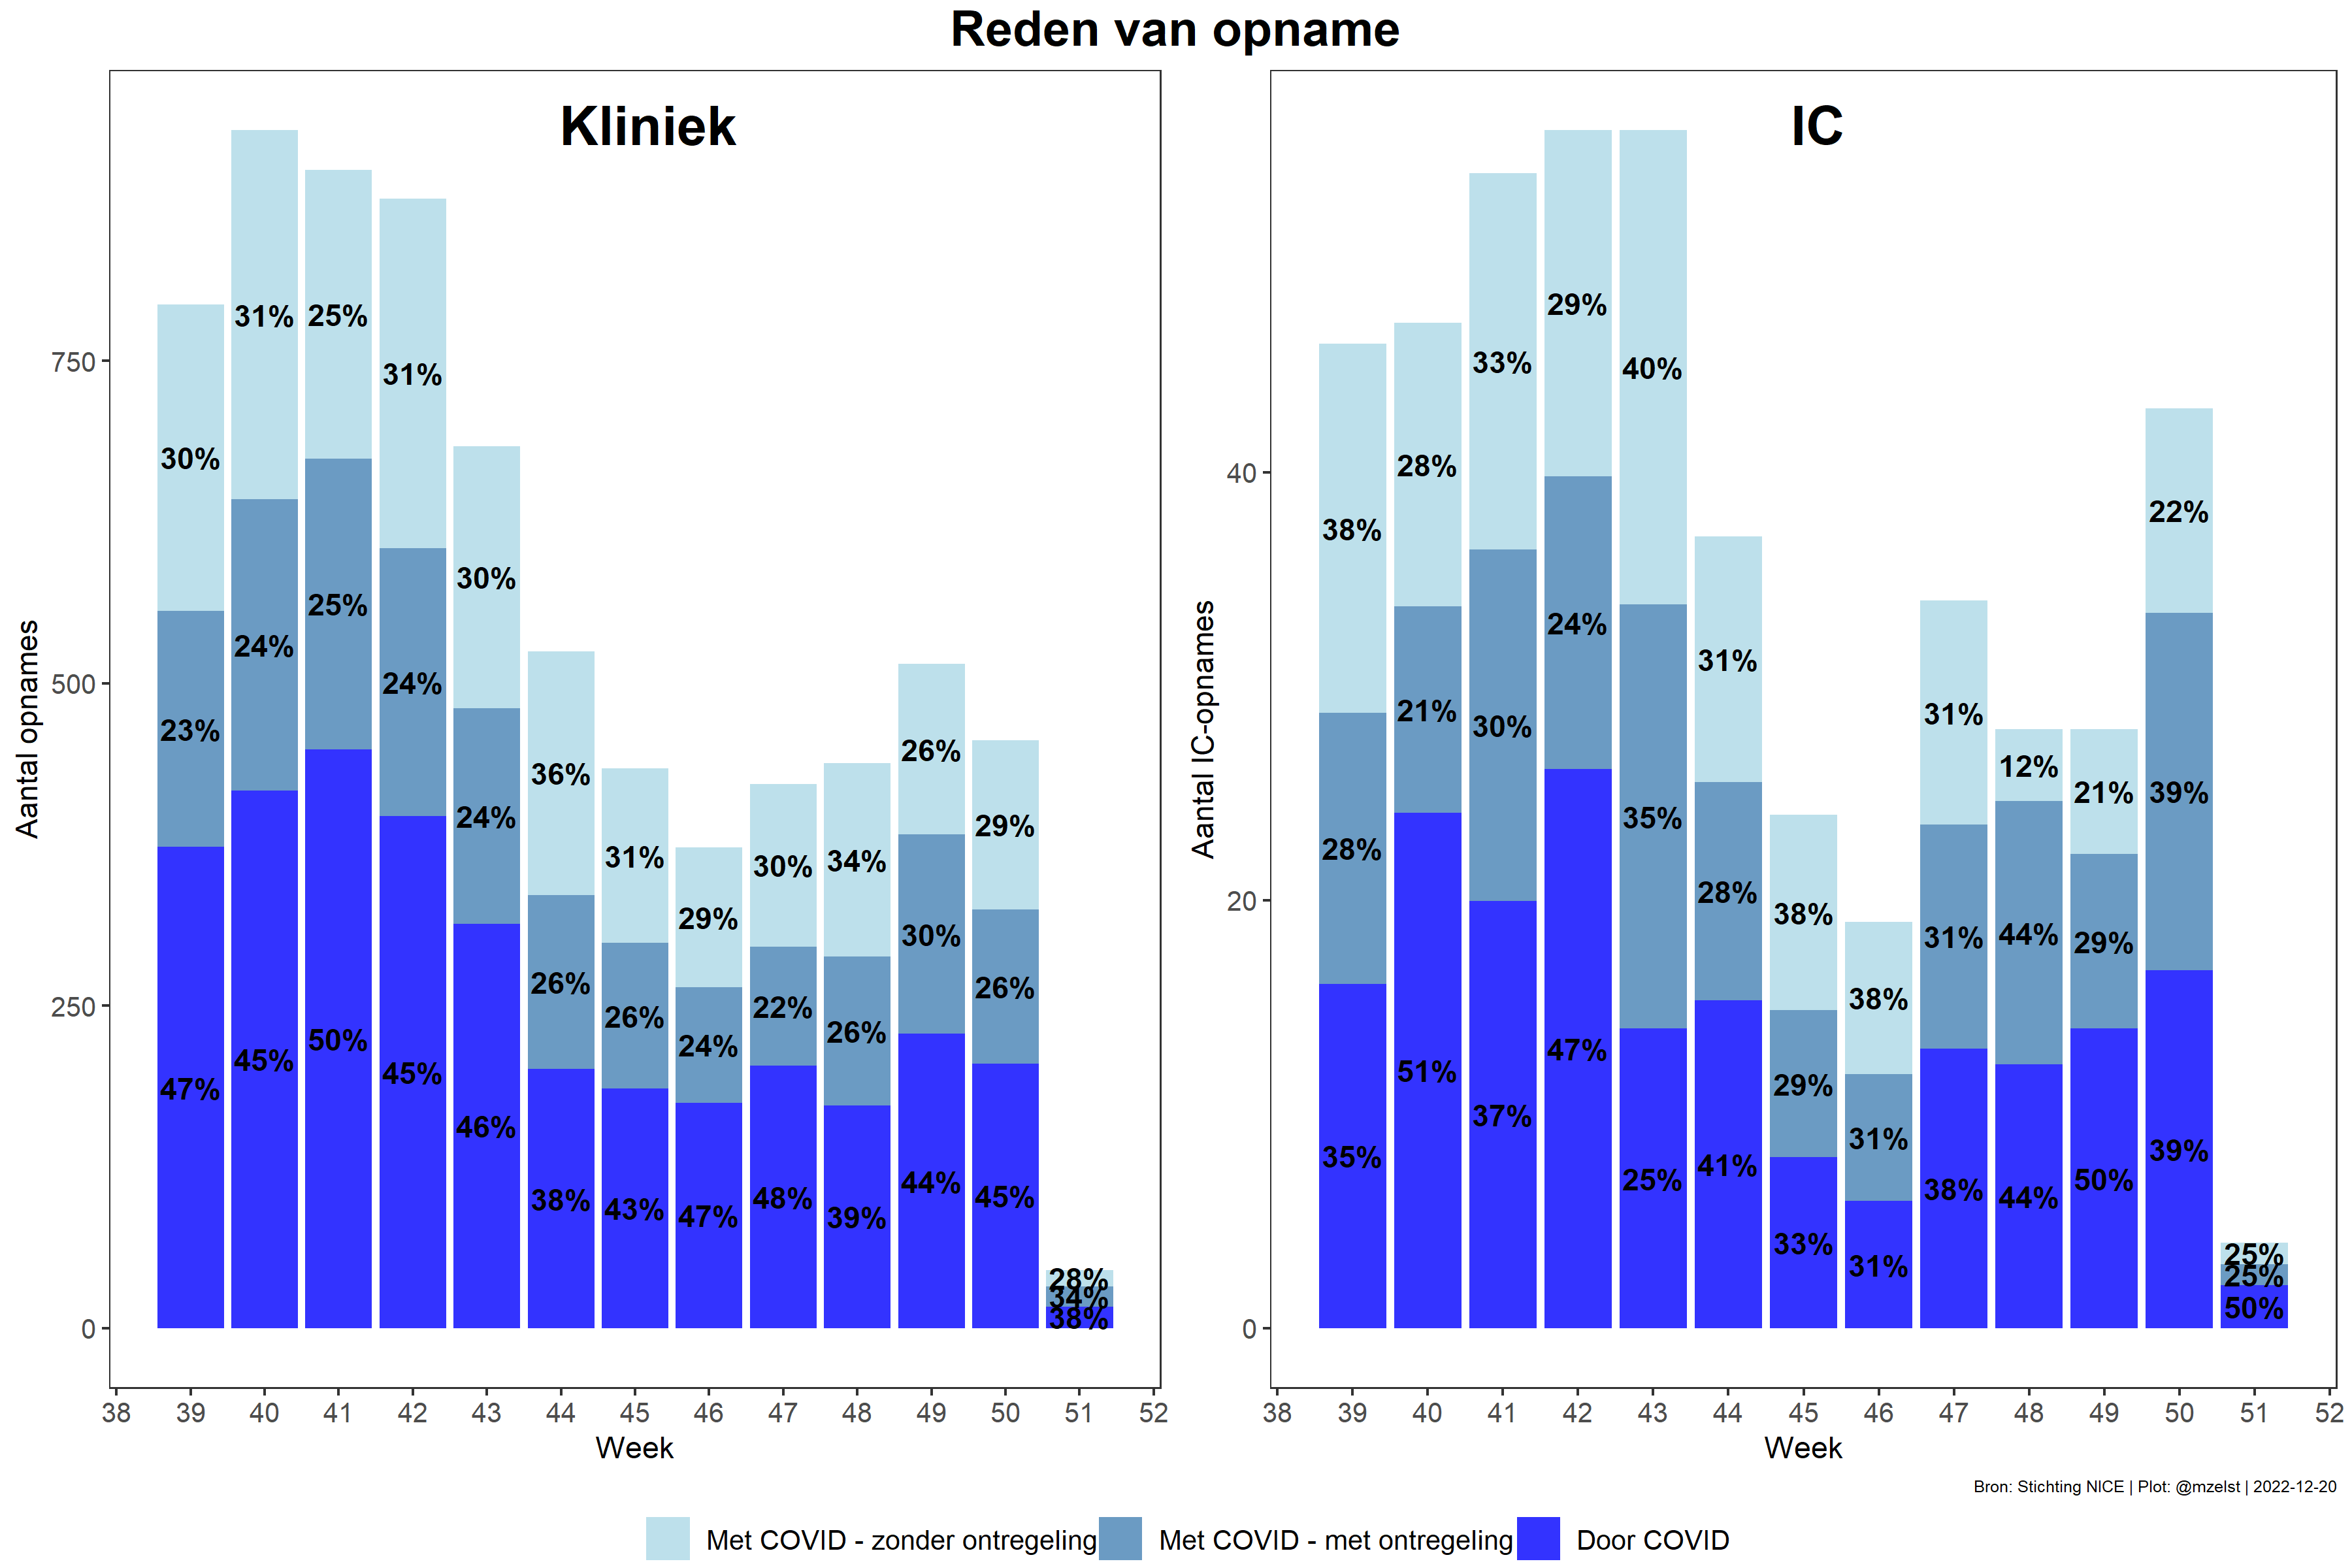 Reden van opname
Kliniek
Aantal opnames
750
500
250
0
30% 31% 25% 31% 30% 36% 31% 29% 30% 34% 26% 29% 28%
23% 24% 25% 24% 24% 26% 26% 24% 22% 26% 30% 26% 34%
47% 45% 50% 45% 46% 38% 43% 47% 48% 39% 44% 45% 38%
38 39 40 41 42 43 44 45 46 47 48 49 50 51 52
Week
IC
Aantal IC-opnames
40
20
0
38% 28% 33% 29% 40% 31% 38% 38% 31% 12% 21% 22% 25%
28% 21% 30% 24% 35% 28% 29% 31% 31% 44% 29% 39% 25%
35% 51% 37% 47% 25% 41% 33% 31% 38% 44% 50% 39% 50%
38 39 40 41 42 43 44 45 46 47 48 49 50 51 52
Week
Bron: Stichting NICE | Plot: @mzelst | 2022-12-20
Met COVID - zonder ontregeling Met COVID - met ontregeling Door COVID